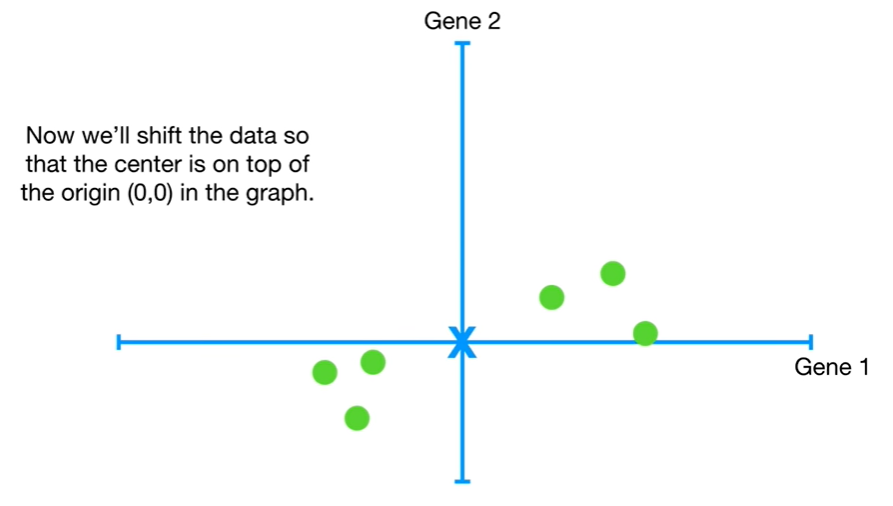 Gene 2
Now we’ll shift the data so
that the center is on top of
the origin (0,0) in the graph.
Gene 1